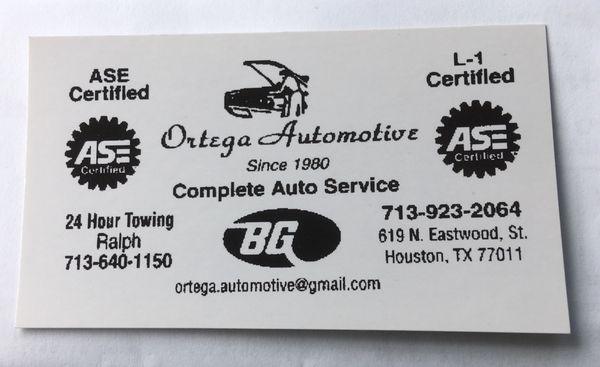 ASE
Certified
L-1
Certified
ASE
Certified
ASE
Certified
Ortega Automotive
Since 1980
Complete Auto Service
24 Hour Towing
Ralph
713-640-1150
BG
713-923-2064
619 N. Eastwood, St.
Houston, TX 77011
ortega.automotive@gmail.com